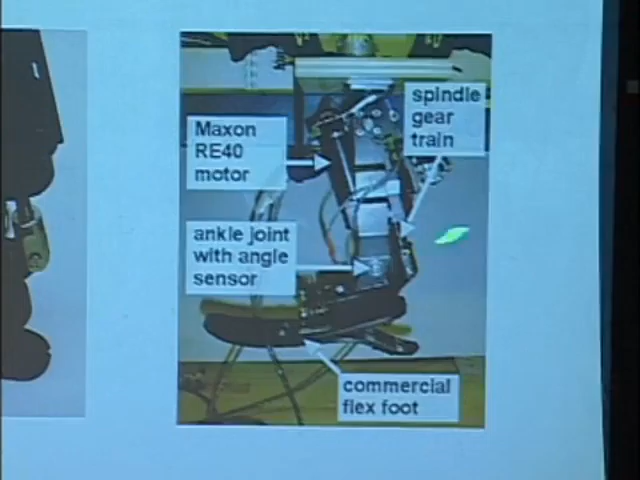 spindle
gear
train
Maxon
RE40
motor
ankle joint
with angle
sensor
commercial
flex foot